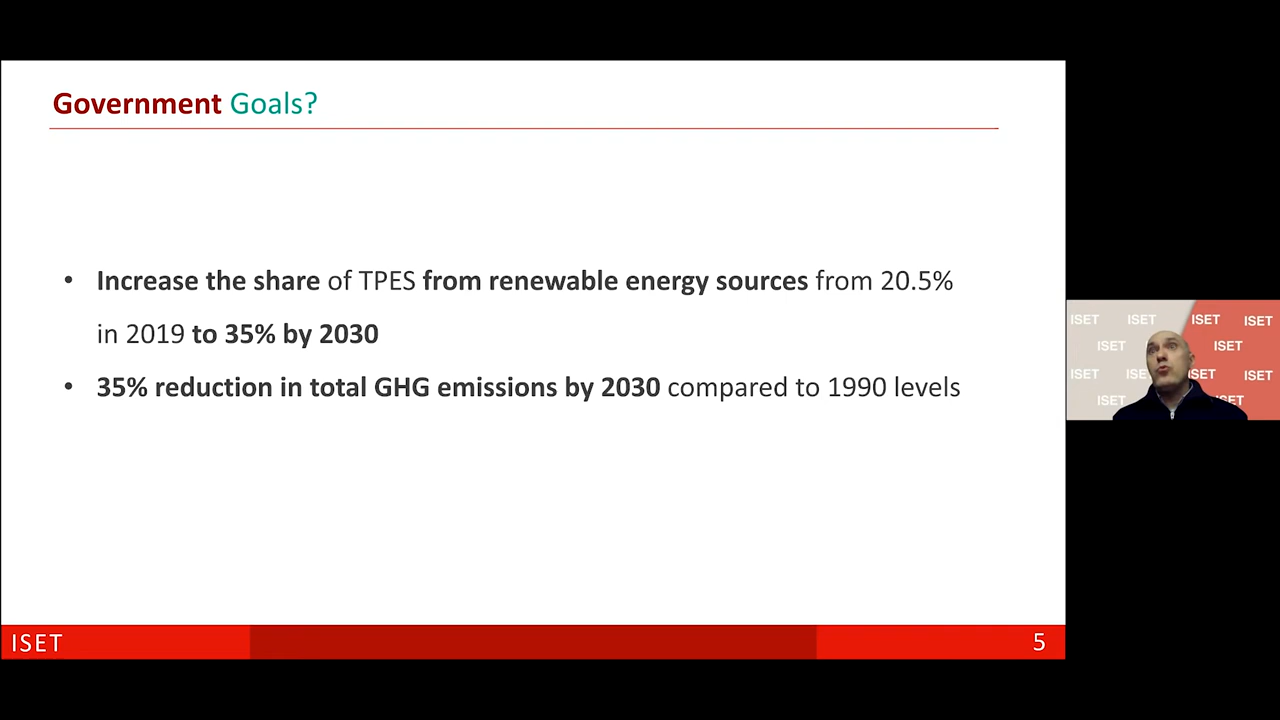 Government Goals?
• Increase the share of TPES from renewable energy sources from 20.5%
in 2019 to 35% by 2030
• 35% reduction in total GHG emissions by 2030 compared to 1990 levels
ISET
5
ISET ISET ISET ISET
ISET ISET
ISET ISET ISET
ISET